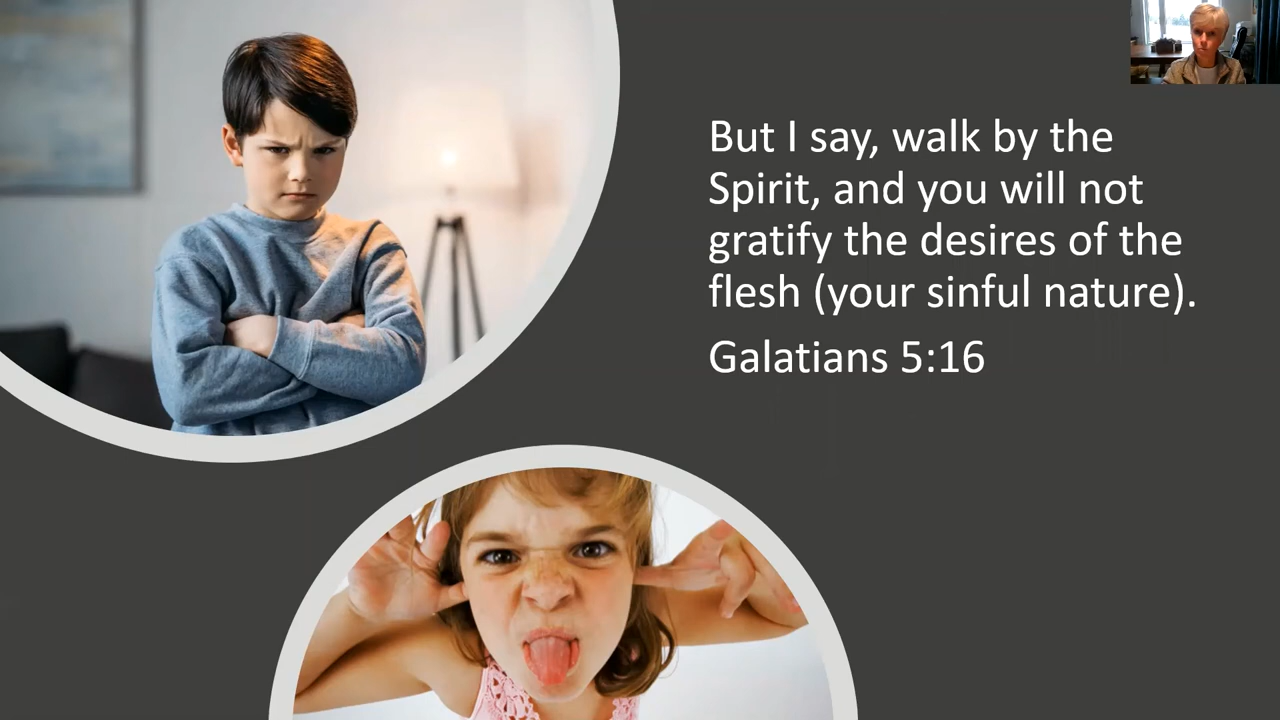 But I say, walk by the
Spirit, and you will not
gratify the desires of the
flesh (your sinful nature).
Galatians 5:16